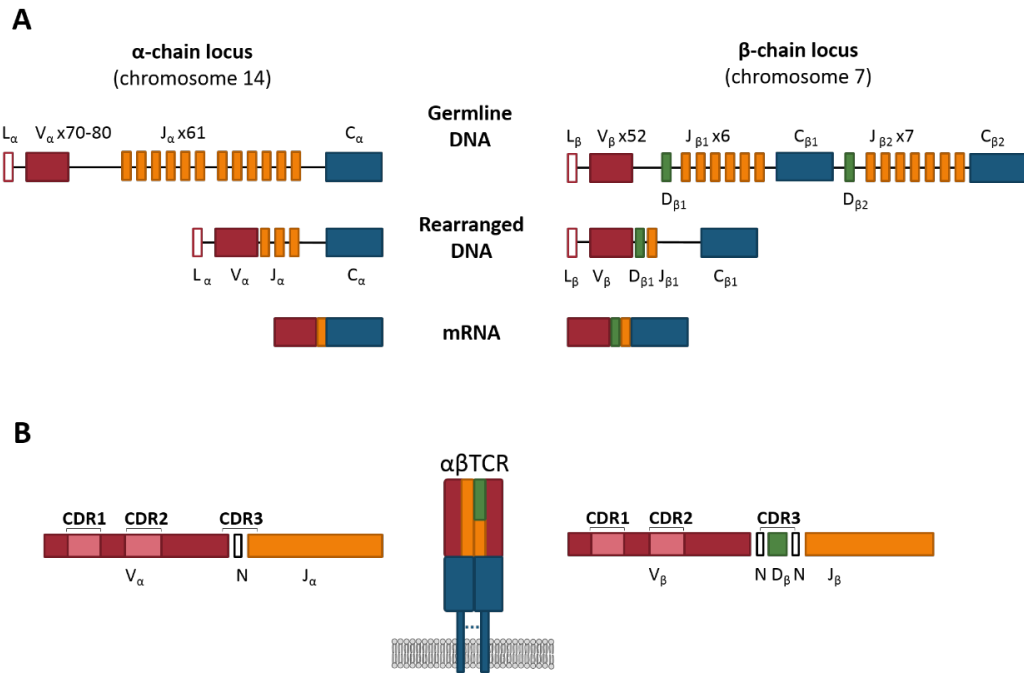 A
α-chain locus
(chromosome 14)
β-chain locus
(chromosome 7)
Germline
DNA
Lα Vα x70-80 Jα x61 Cα
Lβ Vβ x52 Jβ1 x6 Cβ1 Jβ2 x7 Cβ2
Dβ1 Dβ2
Rearranged
DNA
Lα Vα Jα Cα
Lβ Vβ Dβ1 Jβ1 Cβ1
mRNA
B
αβTCR
CDR1 CDR2 CDR3
Vα N Jα
CDR1 CDR2 CDR3
Vβ N Dβ N Jβ